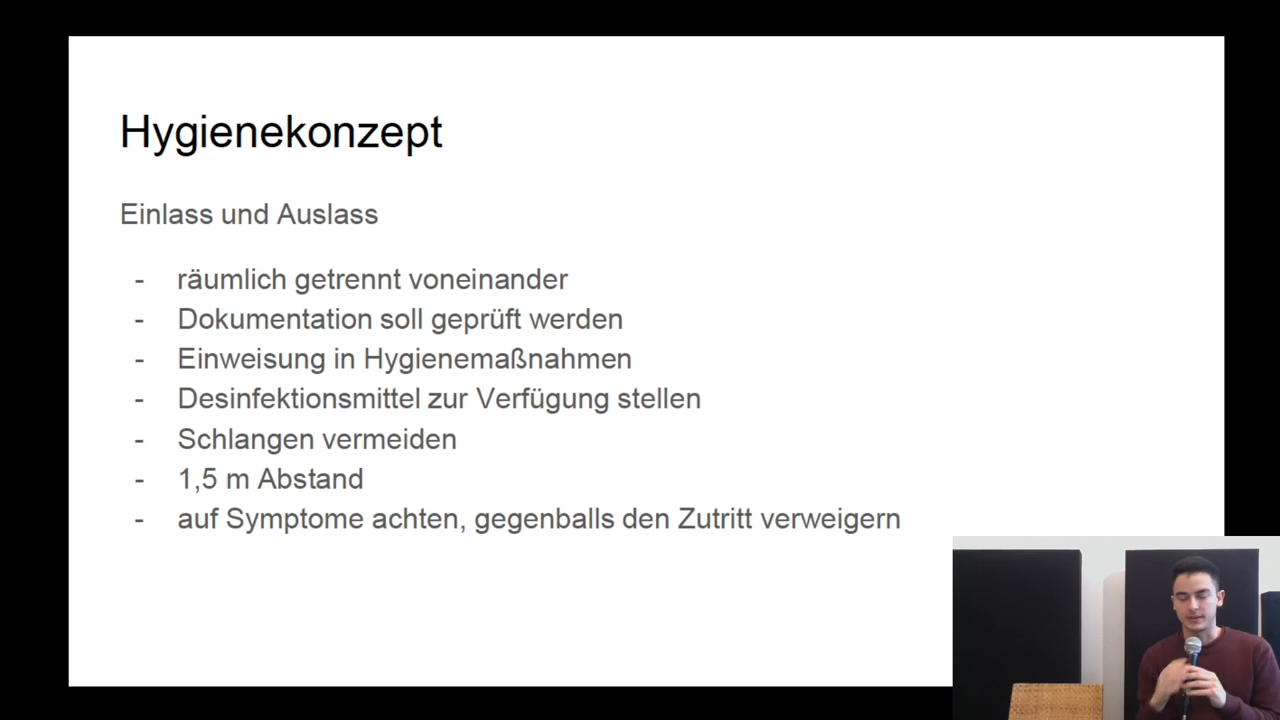 Hygienekonzept
Einlass und Auslass
- räumlich getrennt voneinander
- Dokumentation soll geprüft werden
- Einweisung in Hygienemaßnahmen
- Desinfektionsmittel zur Verfügung stellen
- Schlangen vermeiden
- 1,5 m Abstand
- auf Symptome achten, gegenballs den Zutritt verweigern